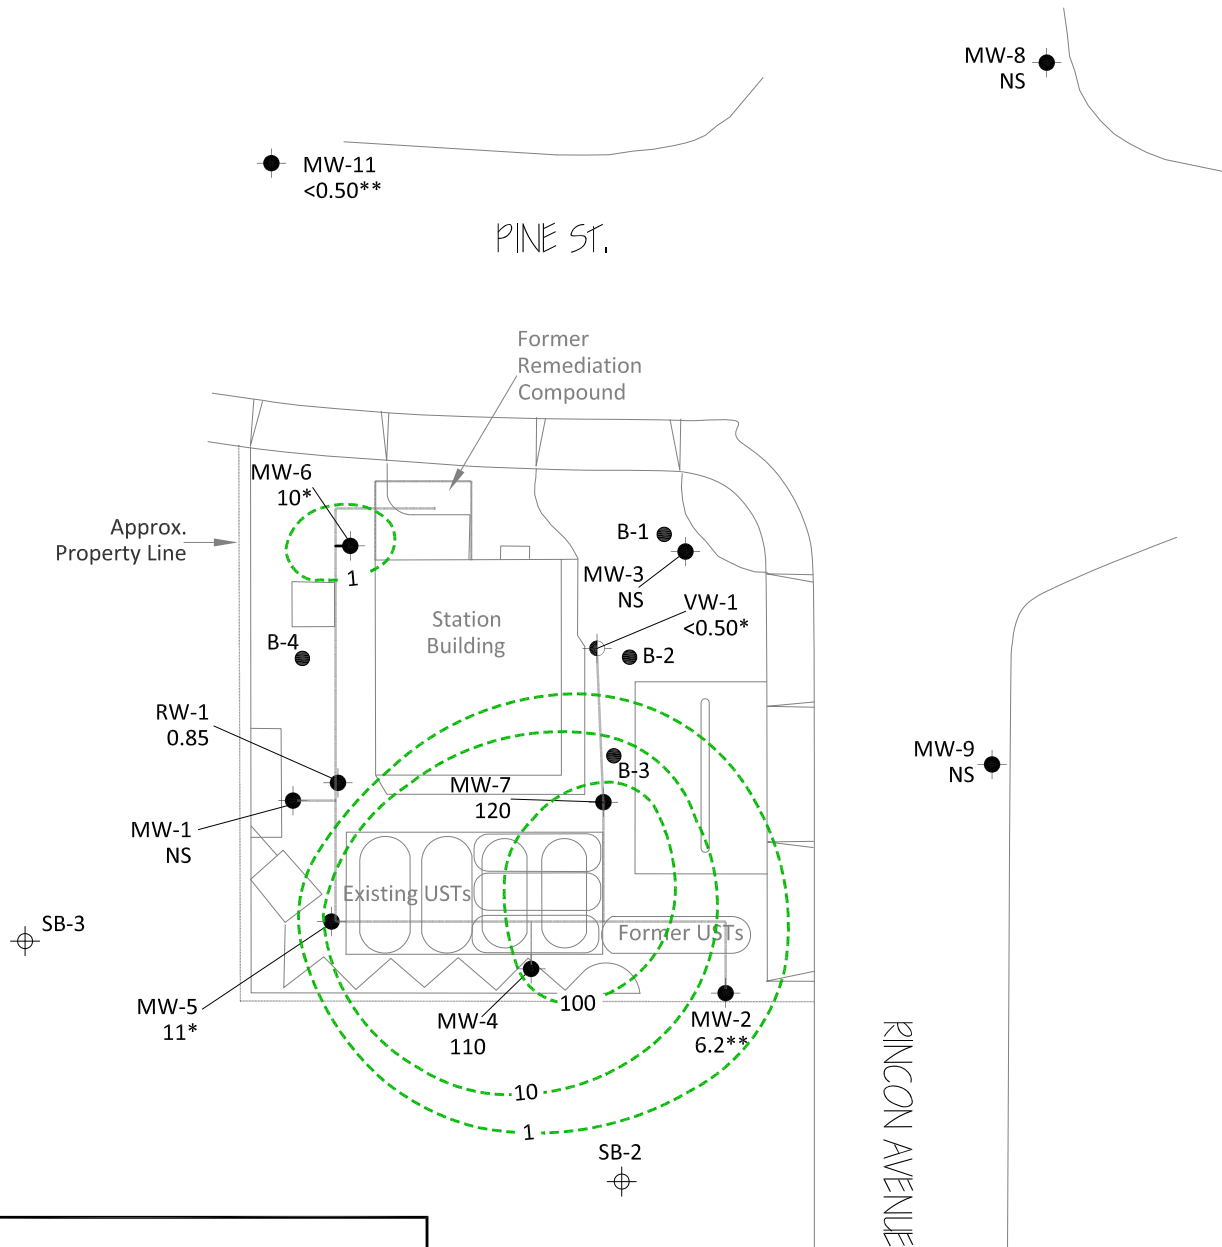 MW-8
NS
MW-11
<0.50**
PINE ST.
Former
Remediation
Compound
MW-6
10*
Approx.
Property Line
B-1
1
MW-3
NS
VW-1
<0.50*
Station
Building
B-4
B-2
RW-1
0.85
MW-9
NS
B-3
MW-7
120
MW-1
NS
Existing USTs
SB-3
Former USTs
100
MW-5
11*
MW-4
110
MW-2
6.2**
10
1
RINCON AVENUE
SB-2